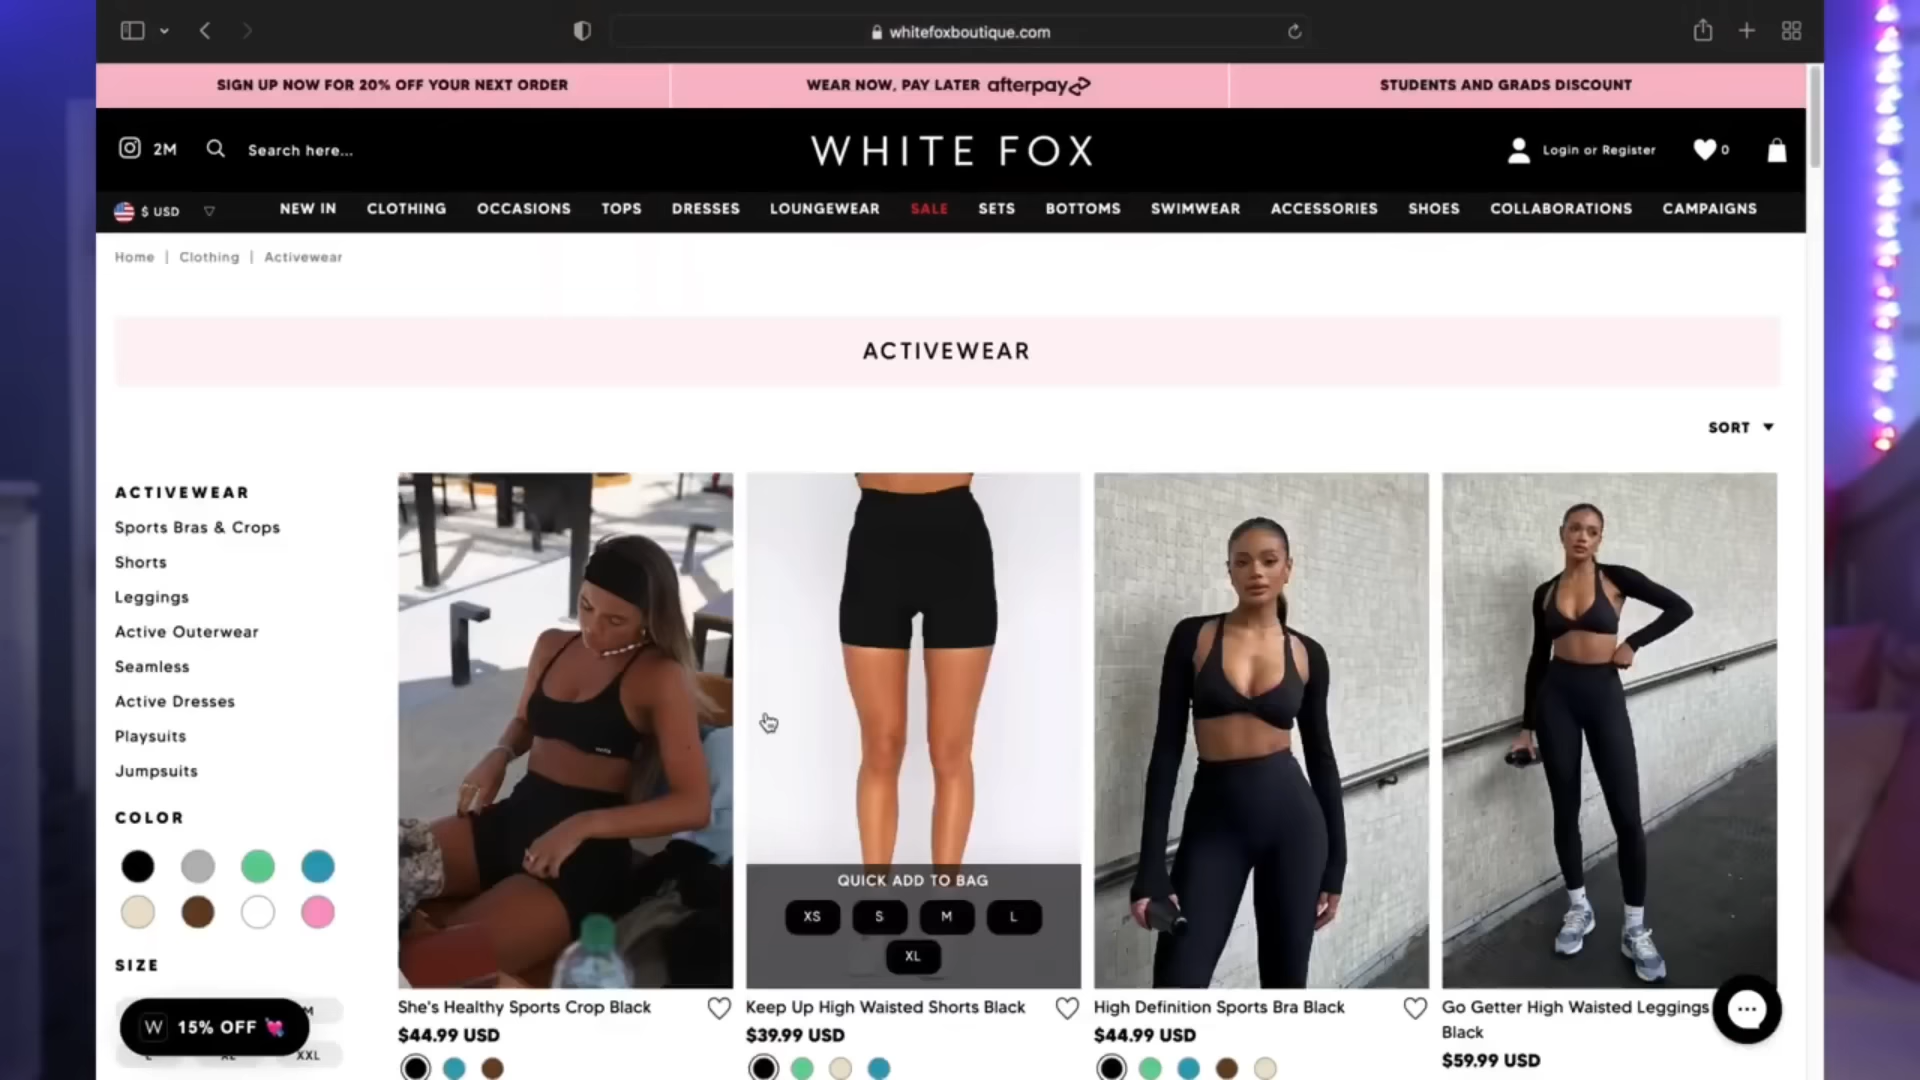 whitefoxboutique.com
SIGN UP NOW FOR 20% OFF YOUR NEXT ORDER
WEAR NOW, PAY LATER afterpay
STUDENTS AND GRADS DISCOUNT
2M
Search here...
WHITE FOX
Login or Register
0
$ USD
NEW IN
CLOTHING
OCCASIONS
TOPS
DRESSES
LOUNGEWEAR
SALE
SETS
BOTTOMS
SWIMWEAR
ACCESSORIES
SHOES
COLLABORATIONS
CAMPAIGNS
Home | Clothing | Activewear
ACTIVEWEAR
SORT
ACTIVEWEAR
Sports Bras & Crops
Shorts
Leggings
Active Outerwear
Seamless
Active Dresses
Playsuits
Jumpsuits
COLOR
SIZE
M
W 15% OFF
L
XL
XXL
QUICK ADD TO BAG
XS
S
M
L
XL
She's Healthy Sports Crop Black
$44.99 USD
Keep Up High Waisted Shorts Black
$39.99 USD
High Definition Sports Bra Black
$44.99 USD
Go Getter High Waisted Leggings
Black
$59.99 USD